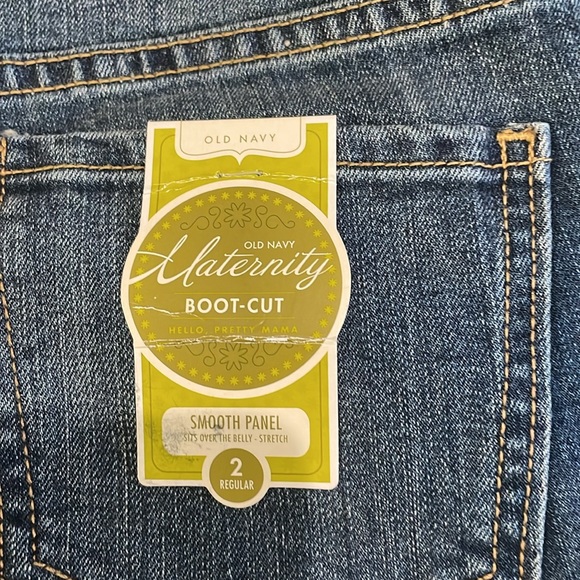 OLD NAVY
OLD NAVY
Maternity
BOOT-CUT
HELLO, PRETTY MAMA
SMOOTH PANEL
SITS OVER THE BELLY - STRETCH
2
REGULAR